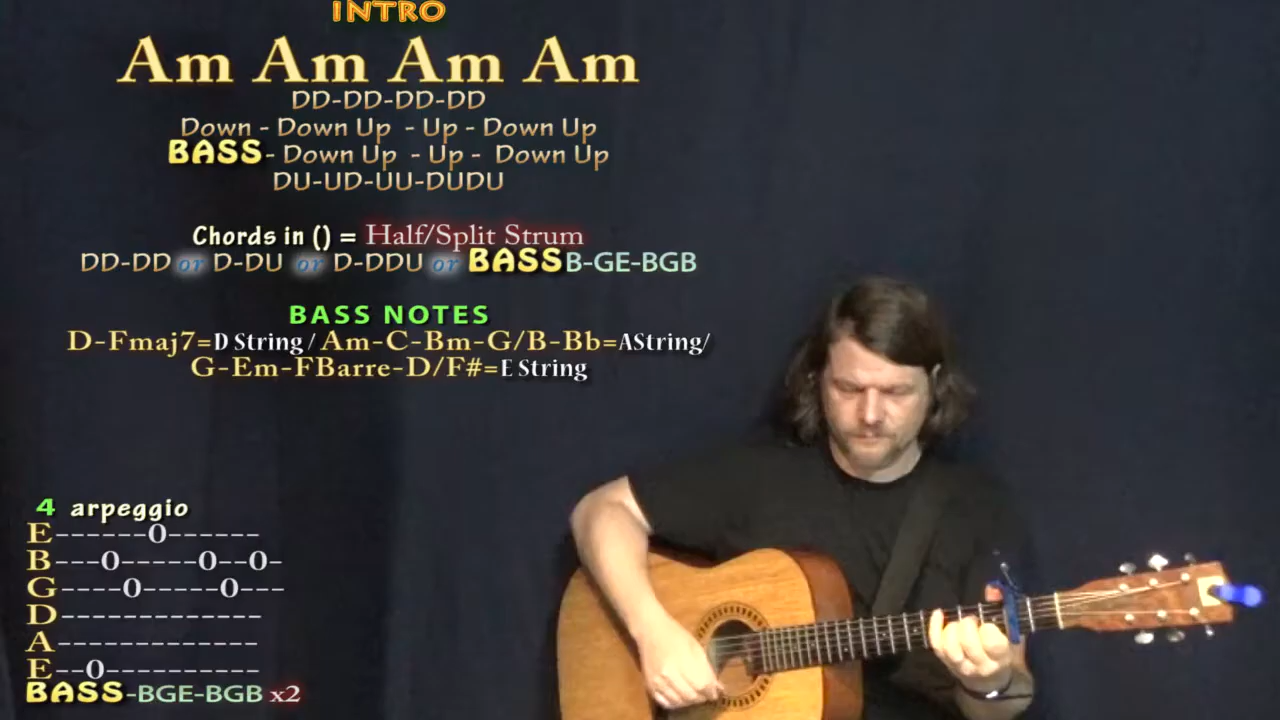 INTRO
Am Am Am Am
DD-DD-DD-DD
Down - Down Up - Up - Down Up
BASS - Down Up - Up - Down Up
DU-UD-UU-DUDU
Chords in () = Half/Split Strum
DD-DD or D-DU or D-DDU or BASS B-GE-BGB
BASS NOTES
D-Fmaj7=D String / Am-C-Bm-G/B-Bb=AString/
G-Em-FBarre-D/F#=E String
4 arpeggio
E------0------
B---0-----0--0-
G----0-----0---
D-------------
A-------------
E--0----------
BASS-BGE-BGB x2